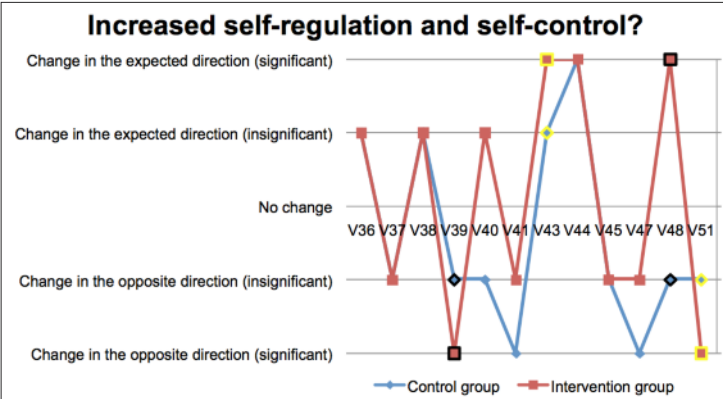 Increased self-regulation and self-control?
Change in the expected direction (significant)
Change in the expected direction (insignificant)
No change
V36 V37 V38 V39 V40 V41 V43 V44 V45 V47 V48 V51
Change in the opposite direction (insignificant)
Change in the opposite direction (significant)
Control group Intervention group